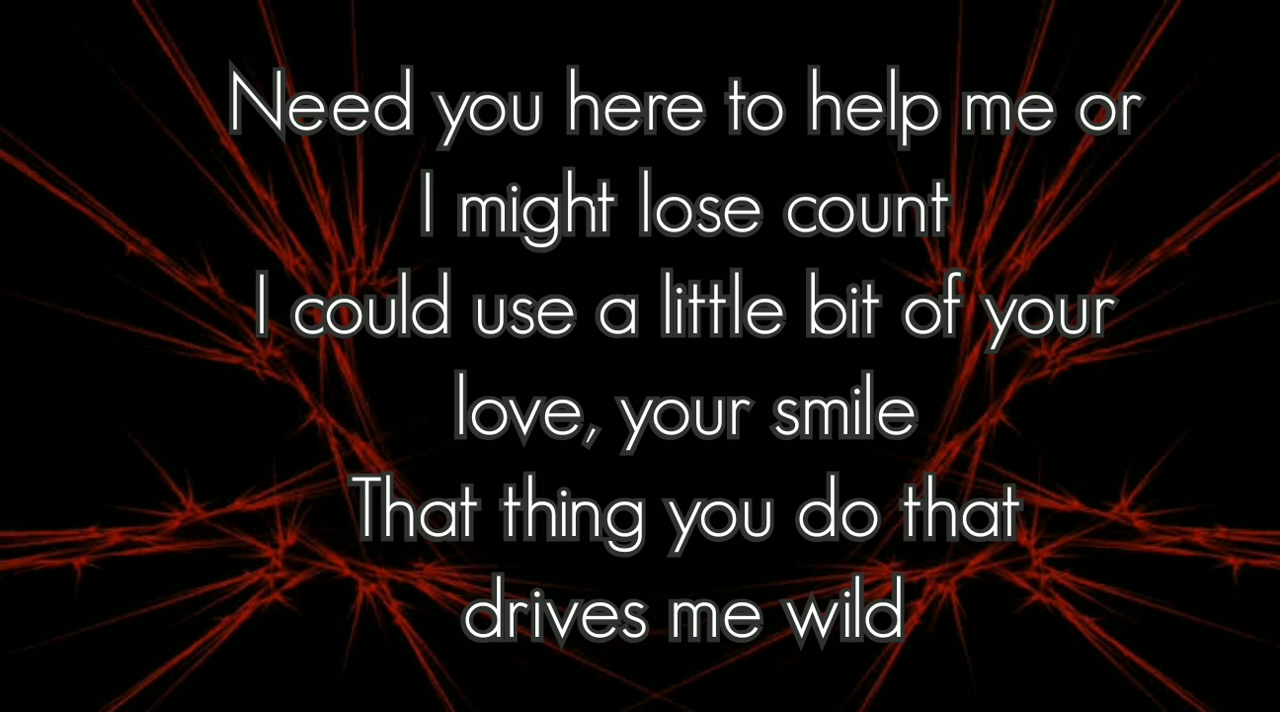 Need you here to help me or
I might lose count
I could use a little bit of your
love, your smile
That thing you do that
drives me wild